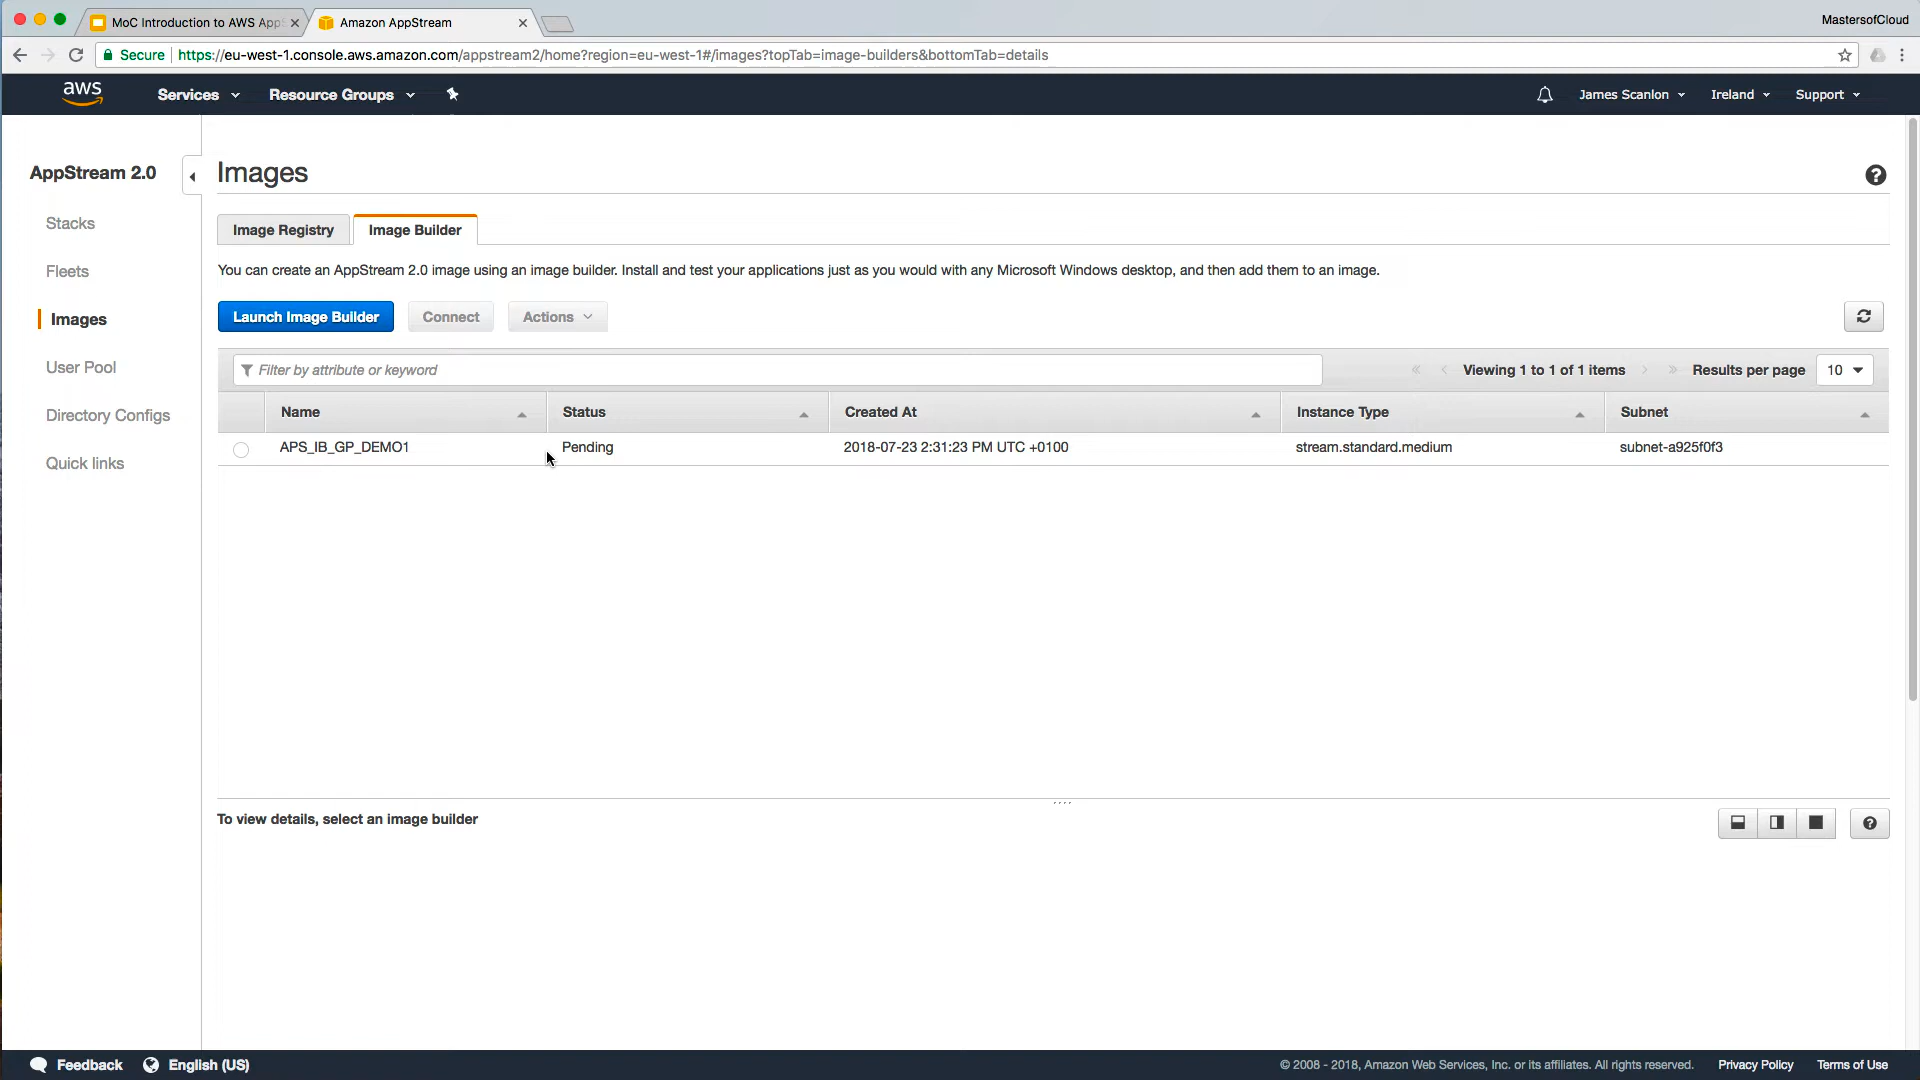 MoC Introduction to AWS App
Amazon AppStream
MastersofCloud
Secure
https://eu-west-1.console.aws.amazon.com/appstream2/home?region=eu-west-1#/images?topTab=image-builders&bottomTab=details
aws
Services
Resource Groups
James Scanlon
Ireland
Support
AppStream 2.0
Stacks
Fleets
Images
User Pool
Directory Configs
Quick links
Images
Image Registry
Image Builder
You can create an AppStream 2.0 image using an image builder. Install and test your applications just as you would with any Microsoft Windows desktop, and then add them to an image.
Launch Image Builder
Connect
Actions
Filter by attribute or keyword
Viewing 1 to 1 of 1 items
Results per page
10
Name
Status
Created At
Instance Type
Subnet
APS_IB_GP_DEMO1
Pending
2018-07-23 2:31:23 PM UTC +0100
stream.standard.medium
subnet-a925f0f3
To view details, select an image builder
Feedback
English (US)
© 2008 - 2018, Amazon Web Services, Inc. or its affiliates. All rights reserved.
Privacy Policy
Terms of Use